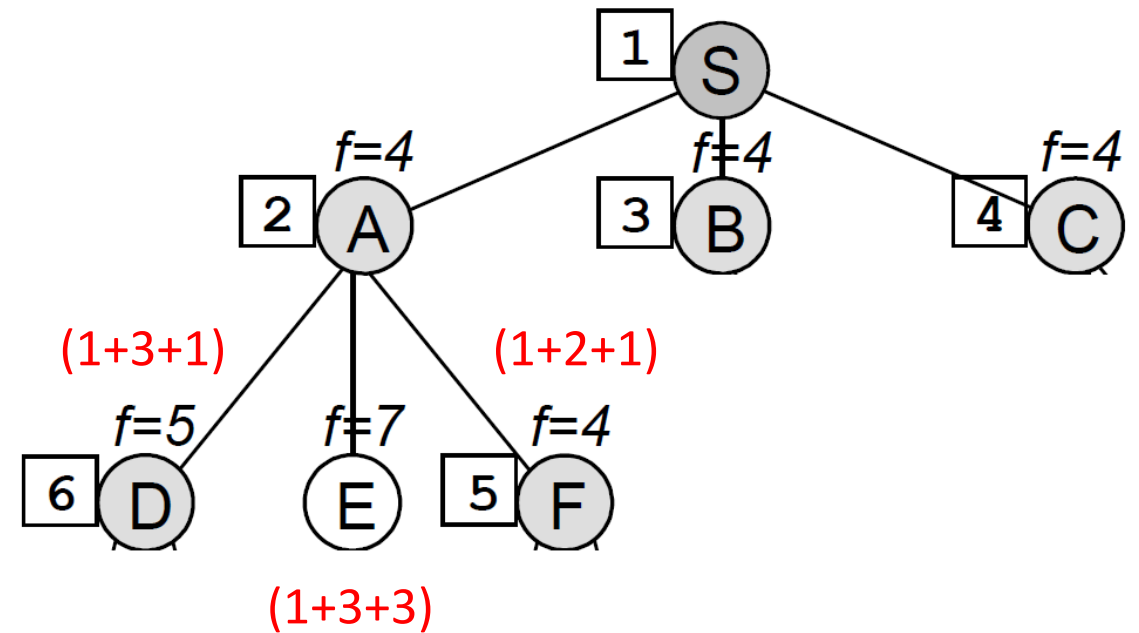 1 S
f=4 f=4 f=4
2 A 3 B 4 C
(1+3+1) (1+2+1)
f=5 f=7 f=4
6 D E 5 F
(1+3+3)